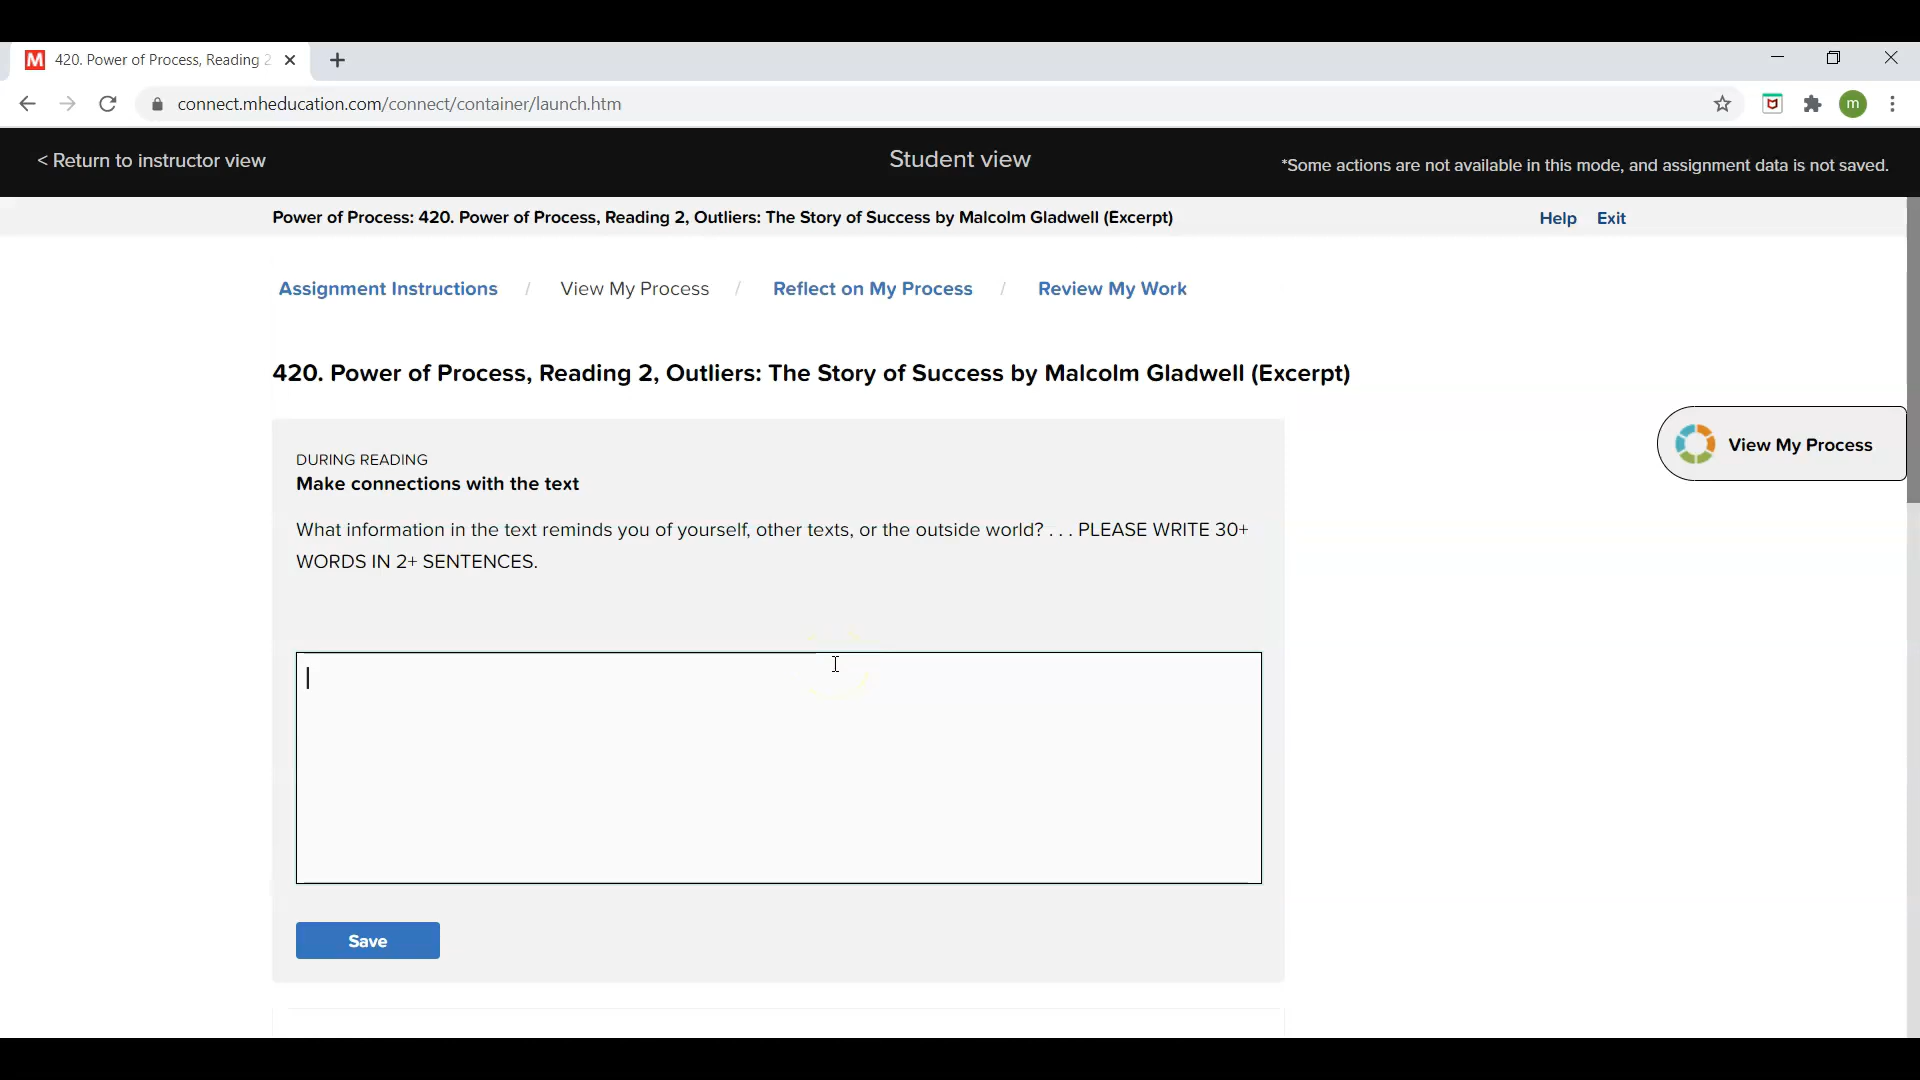 M 420. Power of Process, Reading 2
connect.mheducation.com/connect/container/launch.htm
m
< Return to instructor view
Student view
*Some actions are not available in this mode, and assignment data is not saved.
Power of Process: 420. Power of Process, Reading 2, Outliers: The Story of Success by Malcolm Gladwell (Excerpt)
Help Exit
Assignment Instructions / View My Process / Reflect on My Process / Review My Work
420. Power of Process, Reading 2, Outliers: The Story of Success by Malcolm Gladwell (Excerpt)
View My Process
DURING READING
Make connections with the text
What information in the text reminds you of yourself, other texts, or the outside world? . . . PLEASE WRITE 30+
WORDS IN 2+ SENTENCES.
Save